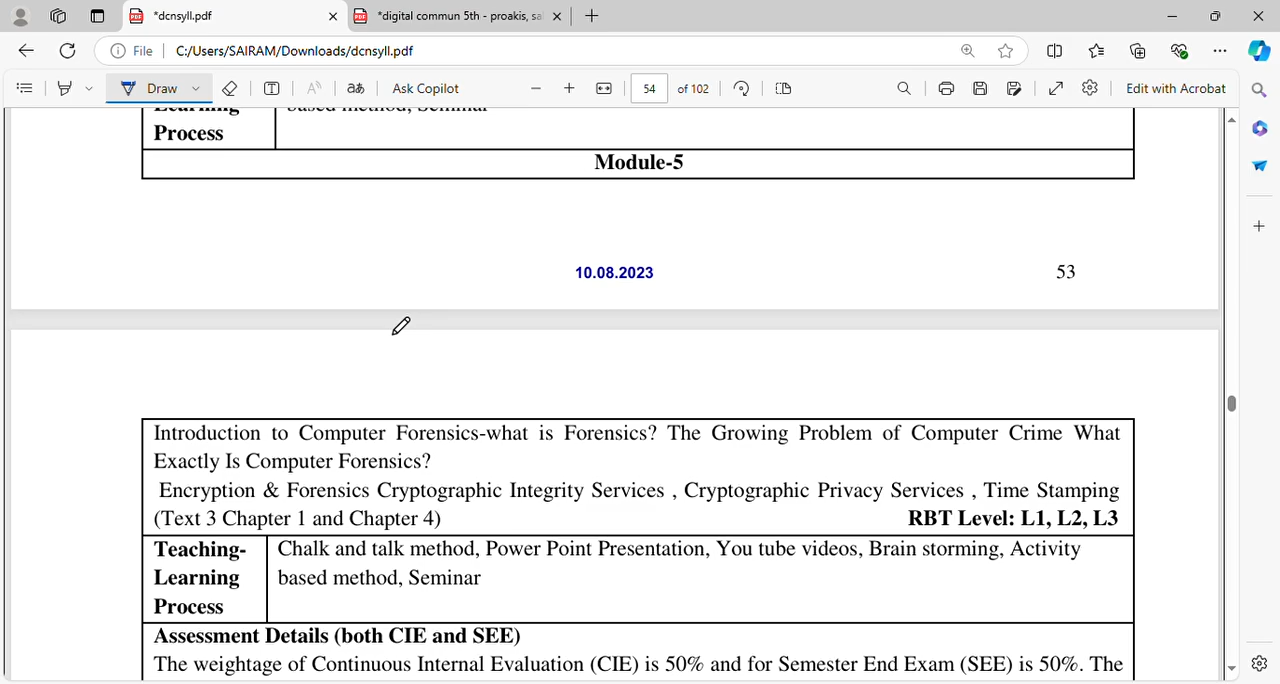 *dcnsyll.pdf
*digital commun 5th - proakis, sa
File
C:/Users/SAIRAM/Downloads/dcnsyll.pdf
Draw
Ask Copilot
54 of 102
Edit with Acrobat
Learning based method, Seminar
Process
Module-5
10.08.2023
53
Introduction to Computer Forensics-what is Forensics? The Growing Problem of Computer Crime What
Exactly Is Computer Forensics?
Encryption & Forensics Cryptographic Integrity Services , Cryptographic Privacy Services , Time Stamping
(Text 3 Chapter 1 and Chapter 4) RBT Level: L1, L2, L3
Teaching- Chalk and talk method, Power Point Presentation, You tube videos, Brain storming, Activity
Learning based method, Seminar
Process
Assessment Details (both CIE and SEE)
The weightage of Continuous Internal Evaluation (CIE) is 50% and for Semester End Exam (SEE) is 50%. The